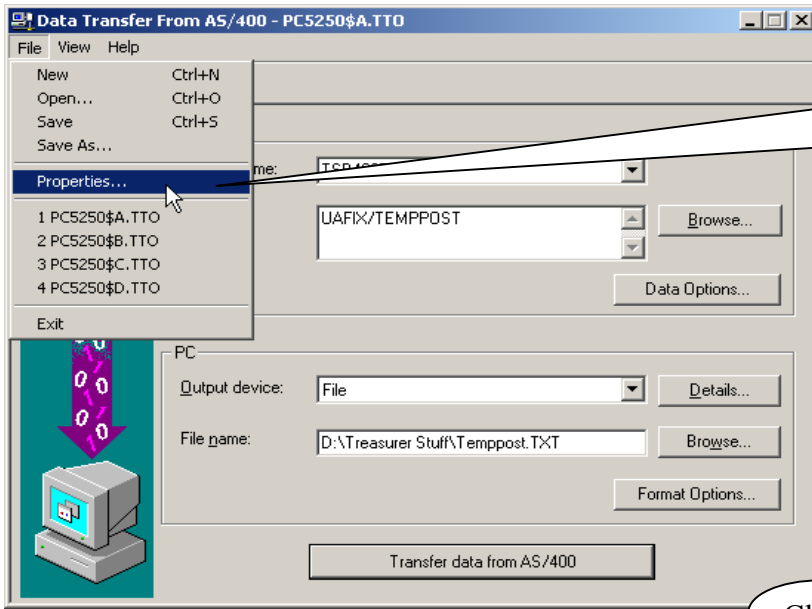 Data Transfer From AS/400 - PC5250$A.TTO
File View Help
New Ctrl+N
Open... Ctrl+O
Save Ctrl+S
Save As...
Properties...
1 PC5250$A.TTO
2 PC5250$B.TTO
3 PC5250$C.TTO
4 PC5250$D.TTO
Exit
UAFIX/TEMPPOST
Browse...
Data Options...
PC
Output device: File Details...
File name: D:\Treasurer Stuff\Temppost.TXT Browse...
Format Options...
Transfer data from AS/400